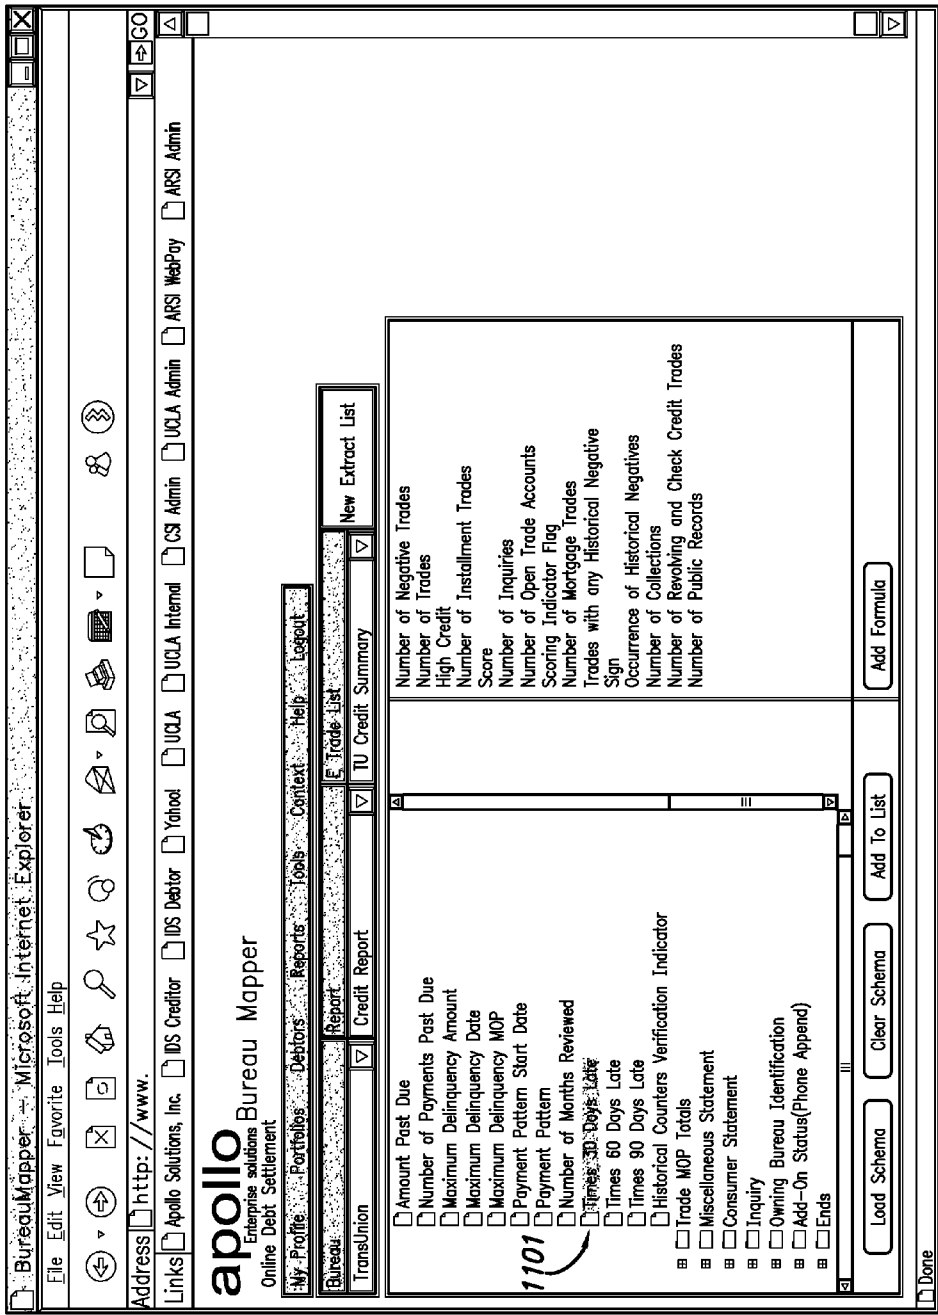 BureauMapper - Microsoft Internet Explorer
File Edit View Favorite Tools Help
Address http://www. GO
Links Apollo Solutions, Inc. IDS Creditor IDS Debtor Yahoo! UCLA UCLA Internal CSI Admin UCLA Admin ARSI WebPay ARSI Admin
apollo
Enterprise solutions
Online Debt Settlement
Bureau Mapper
My Profile Portfolios Debtors Reports Tools Context Help Logout
Bureau Report E Trade List
TransUnion Credit Report TU Credit Summary New Extract List
Amount Past Due
Number of Payments Past Due
Maximum Delinquency Amount
Maximum Delinquency Date
Maximum Delinquency MOP
Payment Pattern Start Date
Payment Pattern
Number of Months Reviewed
1101
Times 30 Days Late
Times 60 Days Late
Times 90 Days Late
Historical Counters Verification Indicator
Trade MOP Totals
Miscellaneous Statement
Consumer Statement
Inquiry
Owning Bureau Identification
Add-On Status(Phone Append)
Ends
Number of Negative Trades
Number of Trades
High Credit
Number of Installment Trades
Score
Number of Inquiries
Number of Open Trade Accounts
Scoring Indicator Flag
Number of Mortgage Trades
Trades with any Historical Negative
Sign
Occurrence of Historical Negatives
Number of Collections
Number of Revolving and Check Credit Trades
Number of Public Records
Load Schema Clear Schema Add To List Add Formula
Done